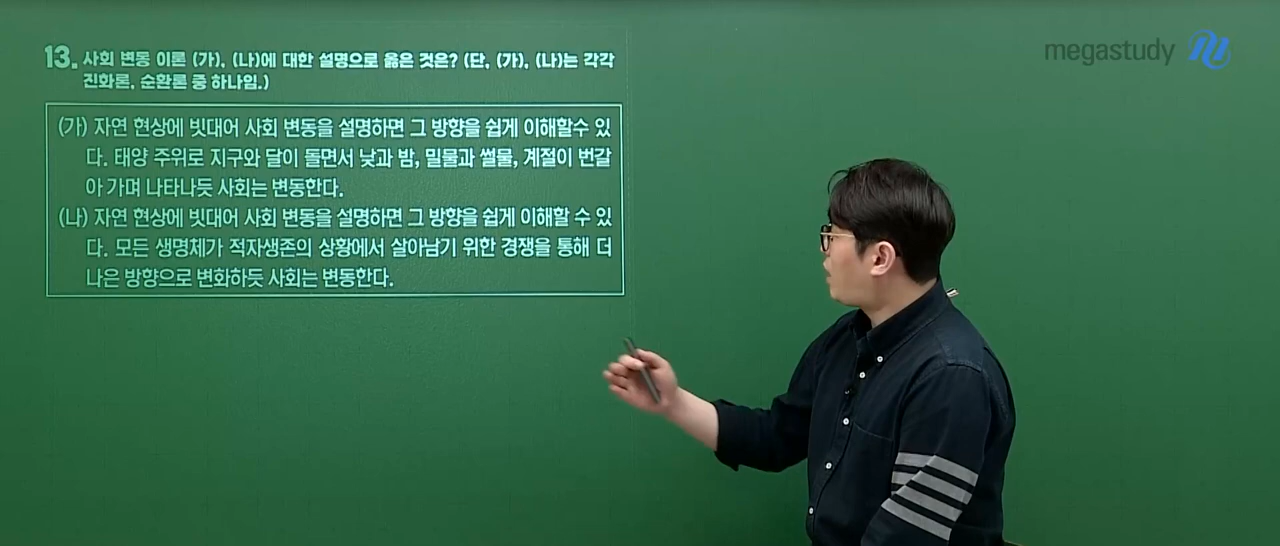 13. 사회 변동 이론 (가), (나)에 대한 설명으로 옳은 것은? (단, (가), (나)는 각각
진화론, 순환론 중 하나임.)
(가) 자연 현상에 빗대어 사회 변동을 설명하면 그 방향을 쉽게 이해할수 있
다. 태양 주위로 지구와 달이 돌면서 낮과 밤, 밀물과 썰물, 계절이 번갈
아 가며 나타나듯 사회는 변동한다.
(나) 자연 현상에 빗대어 사회 변동을 설명하면 그 방향을 쉽게 이해할 수 있
다. 모든 생명체가 적자생존의 상황에서 살아남기 위한 경쟁을 통해 더
나은 방향으로 변화하듯 사회는 변동한다.
megastudy